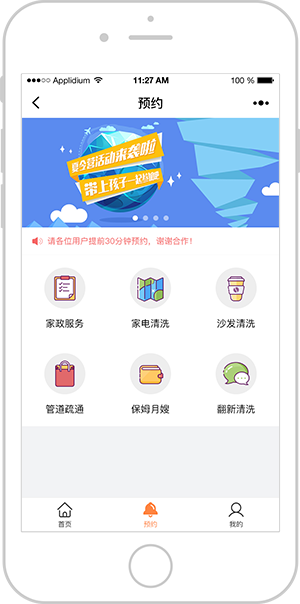 Applidium
11:27 AM
100 %
预约
夏令营活动来袭啦
带上孩子一起约吧
请各位用户提前30分钟预约，谢谢合作！
家政服务
家电清洗
沙发清洗
管道疏通
保姆月嫂
翻新清洗
首页
预约
我的